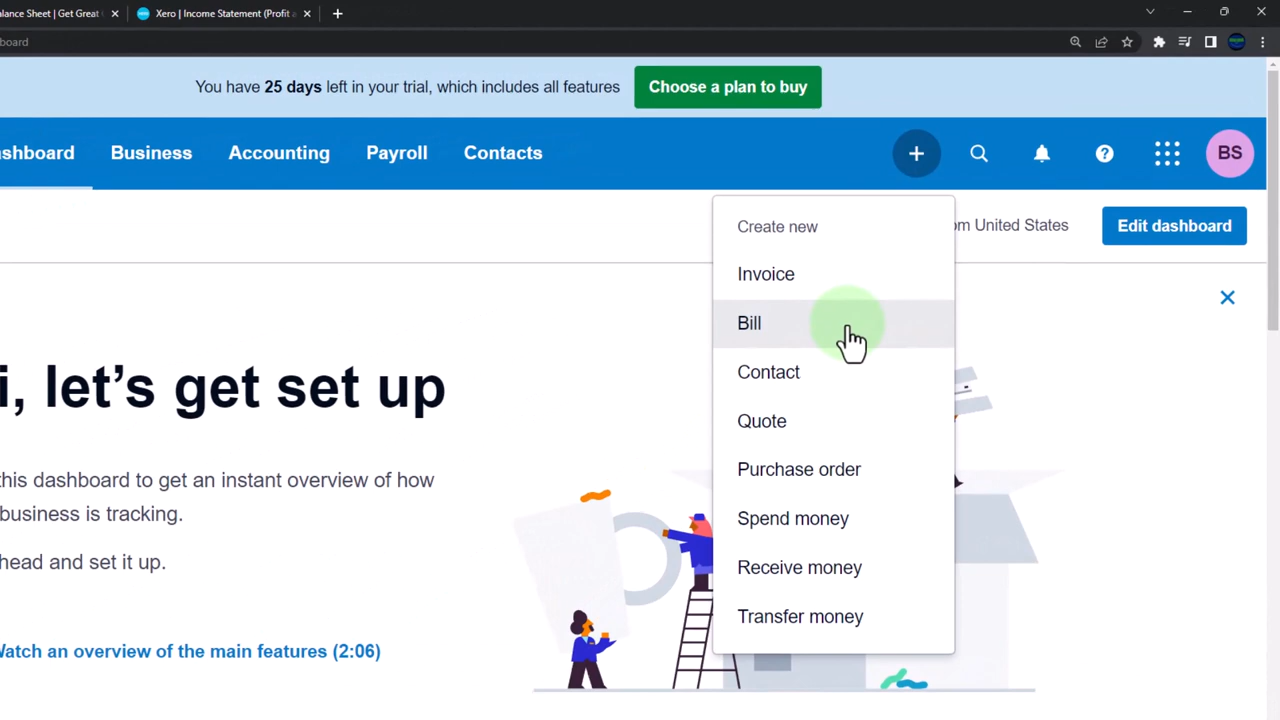 alance Sheet | Get Great
Xero | Income Statement (Profit a
board
You have 25 days left in your trial, which includes all features
Choose a plan to buy
shboard
Business
Accounting
Payroll
Contacts
BS
Create new
om United States
Edit dashboard
Invoice
Bill
Contact
Quote
Purchase order
Spend money
Receive money
Transfer money
i, let's get set up
this dashboard to get an instant overview of how
business is tracking.
head and set it up.
Watch an overview of the main features (2:06)